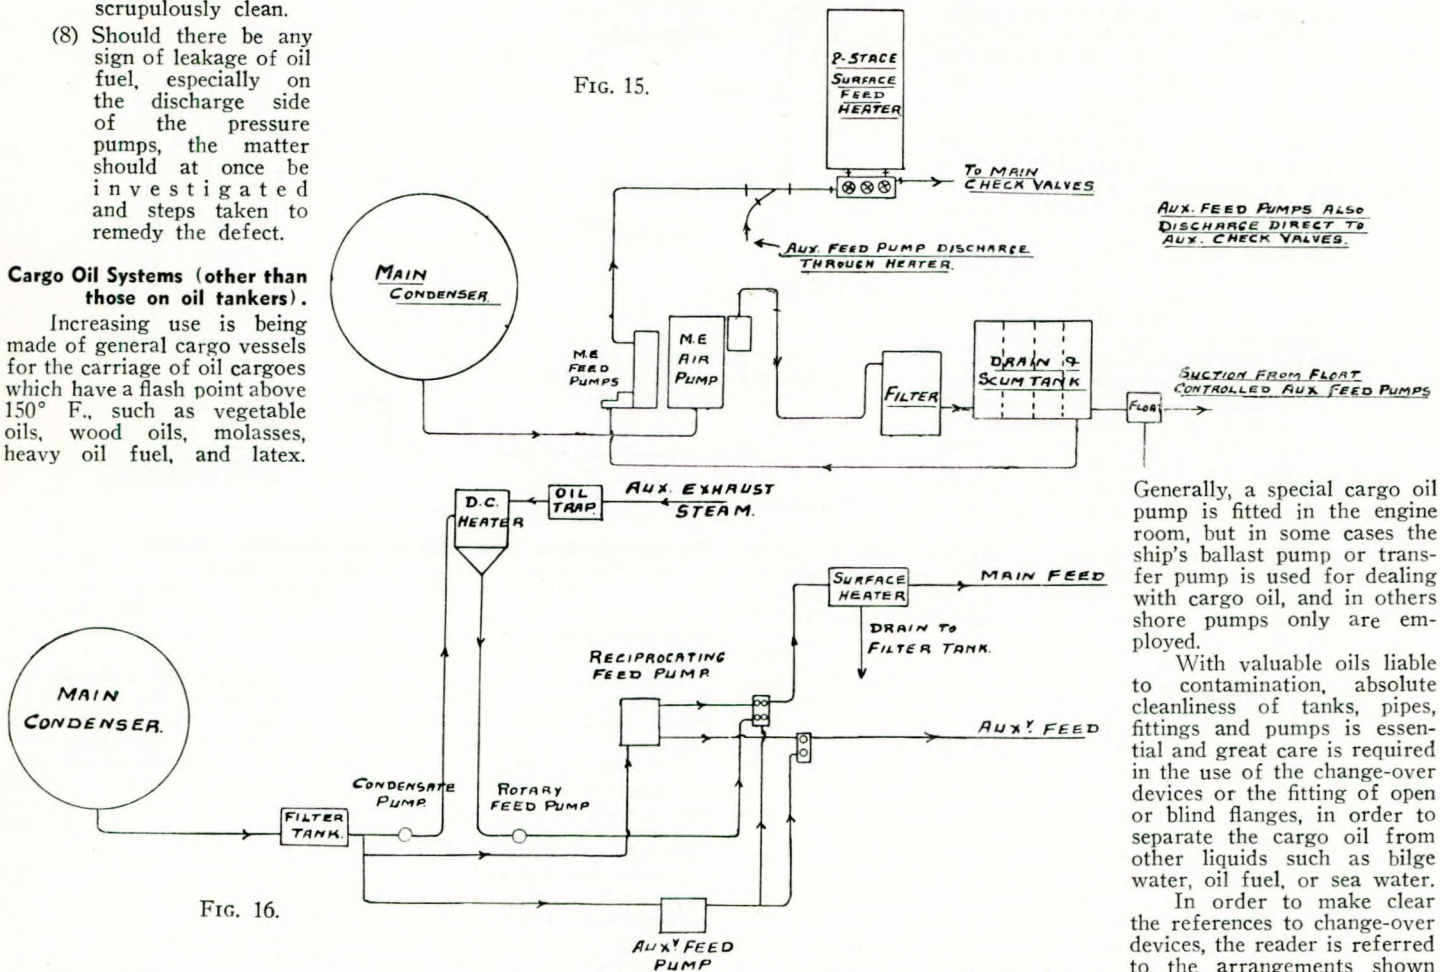 scrupulously clean.
(8) Should there be any
sign of leakage of oil
fuel, especially on
the discharge side
of the pressure
pumps, the matter
should at once be
investigated
and steps taken to
remedy the defect.
Cargo Oil Systems (other than
those on oil tankers).
Increasing use is being
made of general cargo vessels
for the carriage of oil cargoes
which have a flash point above
150° F., such as vegetable
oils, wood oils, molasses,
heavy oil fuel, and latex.
FIG. 15.
2-STAGE
SURFACE
FEED
HEATER
TO MAIN
CHECK VALVES
AUX. FEED PUMPS ALSO
DISCHARGE DIRECT TO
AUX. CHECK VALVES.
AUX. FEED PUMP DISCHARGE
THROUGH HEATER.
MAIN
CONDENSER.
M.E
FEED
PUMPS
M.E
AIR
PUMP
FILTER
DRAIN &
SCUM TANK
FLOAT
SUCTION FROM FLOAT
CONTROLLED AUX FEED PUMPS
D.C.
HEATER
OIL
TRAP.
AUX. EXHAUST
STEAM.
SURFACE
HEATER
MAIN FEED
DRAIN TO
FILTER TANK.
RECIPROCATING
FEED PUMP
MAIN
CONDENSER.
AUXY. FEED
CONDENSATE
PUMP.
ROTARY
FEED PUMP
FILTER
TANK.
FIG. 16.
AUXY FEED
PUMP
Generally, a special cargo oil
pump is fitted in the engine
room, but in some cases the
ship's ballast pump or trans-
fer pump is used for dealing
with cargo oil, and in others
shore pumps only are em-
ployed.
With valuable oils liable
to contamination, absolute
cleanliness of tanks, pipes,
fittings and pumps is essen-
tial and great care is required
in the use of the change-over
devices or the fitting of open
or blind flanges, in order to
separate the cargo oil from
other liquids such as bilge
water, oil fuel, or sea water.
In order to make clear
the references to change-over
devices, the reader is referred
to the arrangements shown